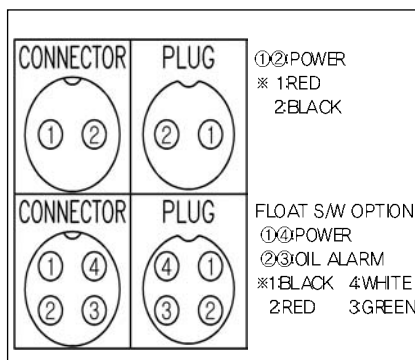 CONNECTOR PLUG
① ② ② ①
①②:POWER
※ 1:RED
2:BLACK
CONNECTOR PLUG
① ④ ④ ①
② ③ ③ ②
FLOAT S/W OPTION
①④:POWER
②③:OIL ALARM
※1:BLACK 4:WHITE
2:RED 3:GREEN